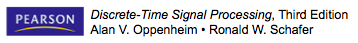 PEARSON
Discrete-Time Signal Processing, Third Edition
Alan V. Oppenheim • Ronald W. Schafer